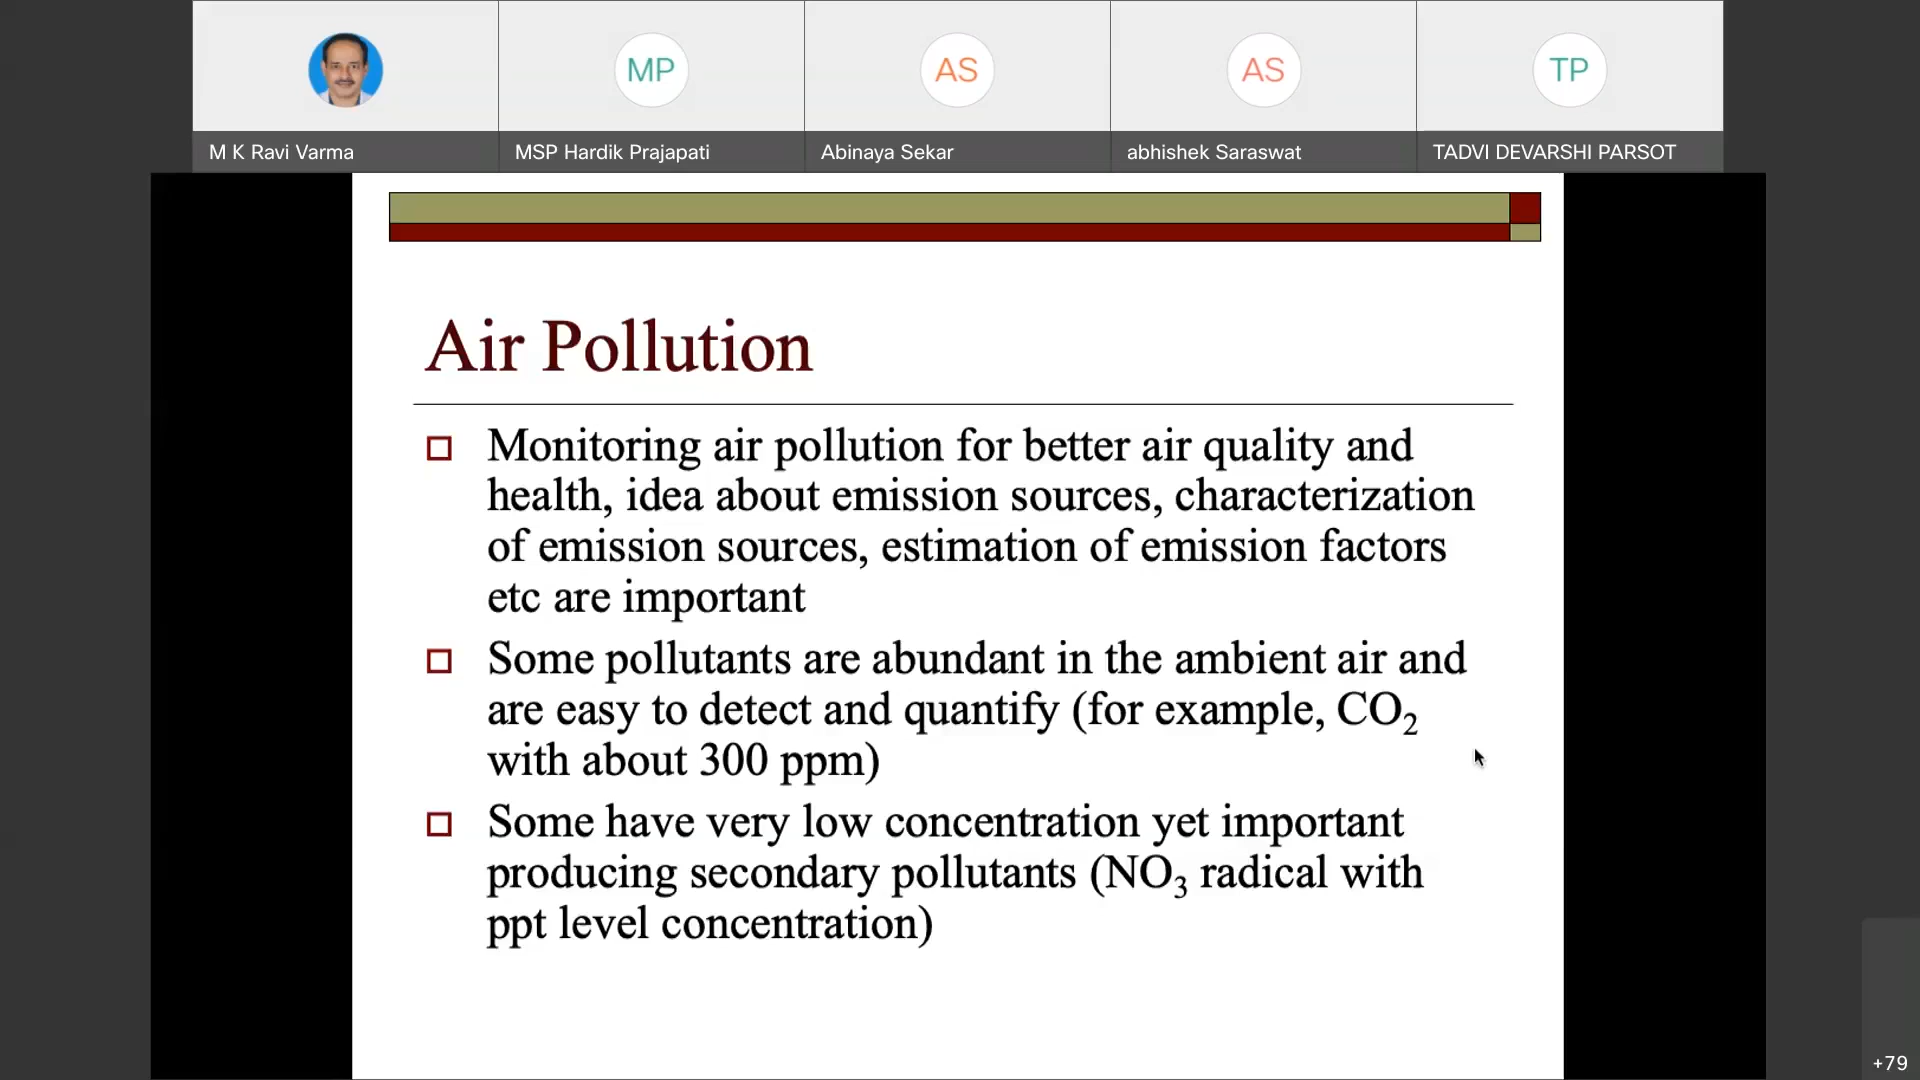 MP
AS
AS
TP
M K Ravi Varma
MSP Hardik Prajapati
Abinaya Sekar
abhishek Saraswat
TADVI DEVARSHI PARSOT
Air Pollution
Monitoring air pollution for better air quality and
health, idea about emission sources, characterization
of emission sources, estimation of emission factors
etc are important
Some pollutants are abundant in the ambient air and
are easy to detect and quantify (for example, CO₂
with about 300 ppm)
Some have very low concentration yet important
producing secondary pollutants (NO₃ radical with
ppt level concentration)
+79